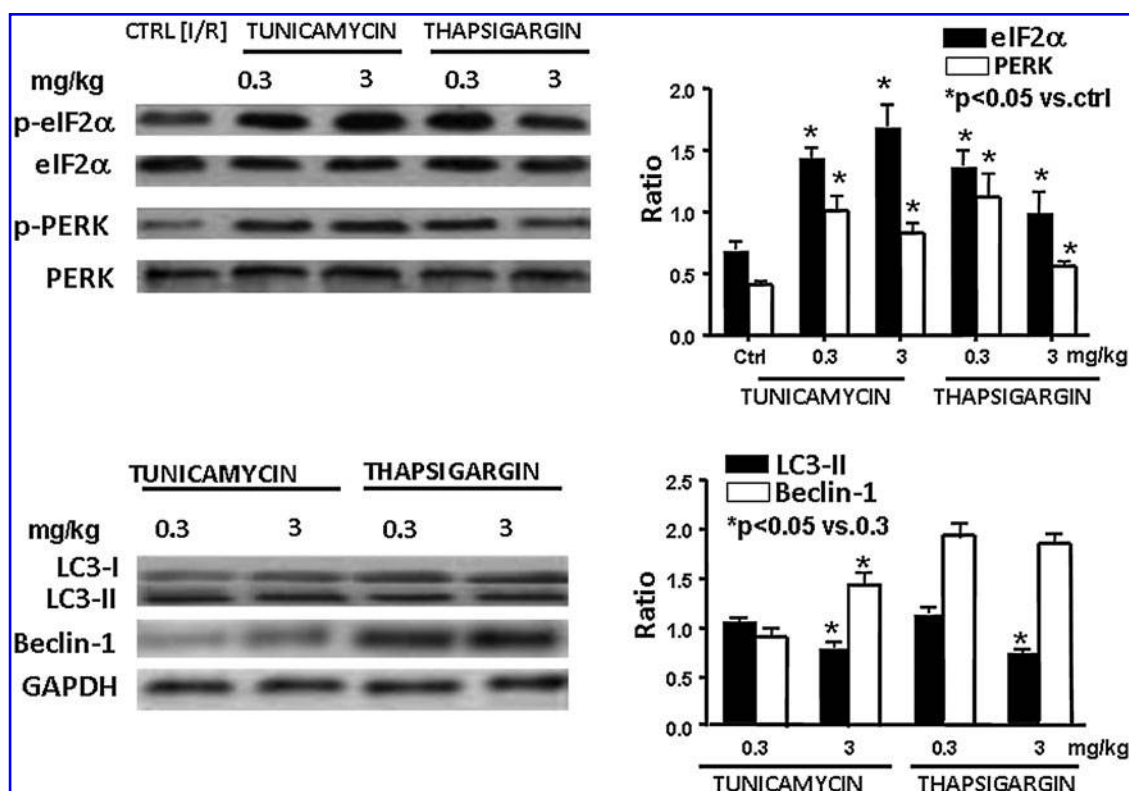 CTRL [I/R] TUNICAMYCIN THAPSIGARGIN
mg/kg 0.3 3 0.3 3
p-eIF2α
eIF2α
p-PERK
PERK
eIF2α
PERK
*p<0.05 vs.ctrl
2.0
1.5
1.0
0.5
0.0
Ratio
* * * * * * * *
Ctrl 0.3 3 0.3 3 mg/kg
TUNICAMYCIN THAPSIGARGIN
TUNICAMYCIN THAPSIGARGIN
mg/kg 0.3 3 0.3 3
LC3-I
LC3-II
Beclin-1
GAPDH
LC3-II
Beclin-1
*p<0.05 vs.0.3
2.5
2.0
1.5
1.0
0.5
0.0
Ratio
* * *
0.3 3 0.3 3 mg/kg
TUNICAMYCIN THAPSIGARGIN